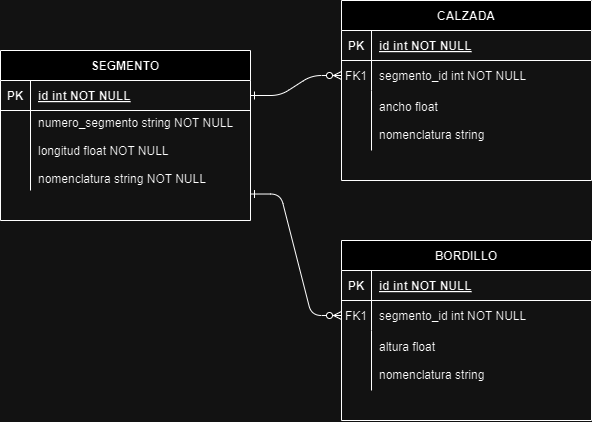 SEGMENTO
PK id int NOT NULL
numero_segmento string NOT NULL
longitud float NOT NULL
nomenclatura string NOT NULL
CALZADA
PK id int NOT NULL
FK1 segmento_id int NOT NULL
ancho float
nomenclatura string
BORDILLO
PK id int NOT NULL
FK1 segmento_id int NOT NULL
altura float
nomenclatura string